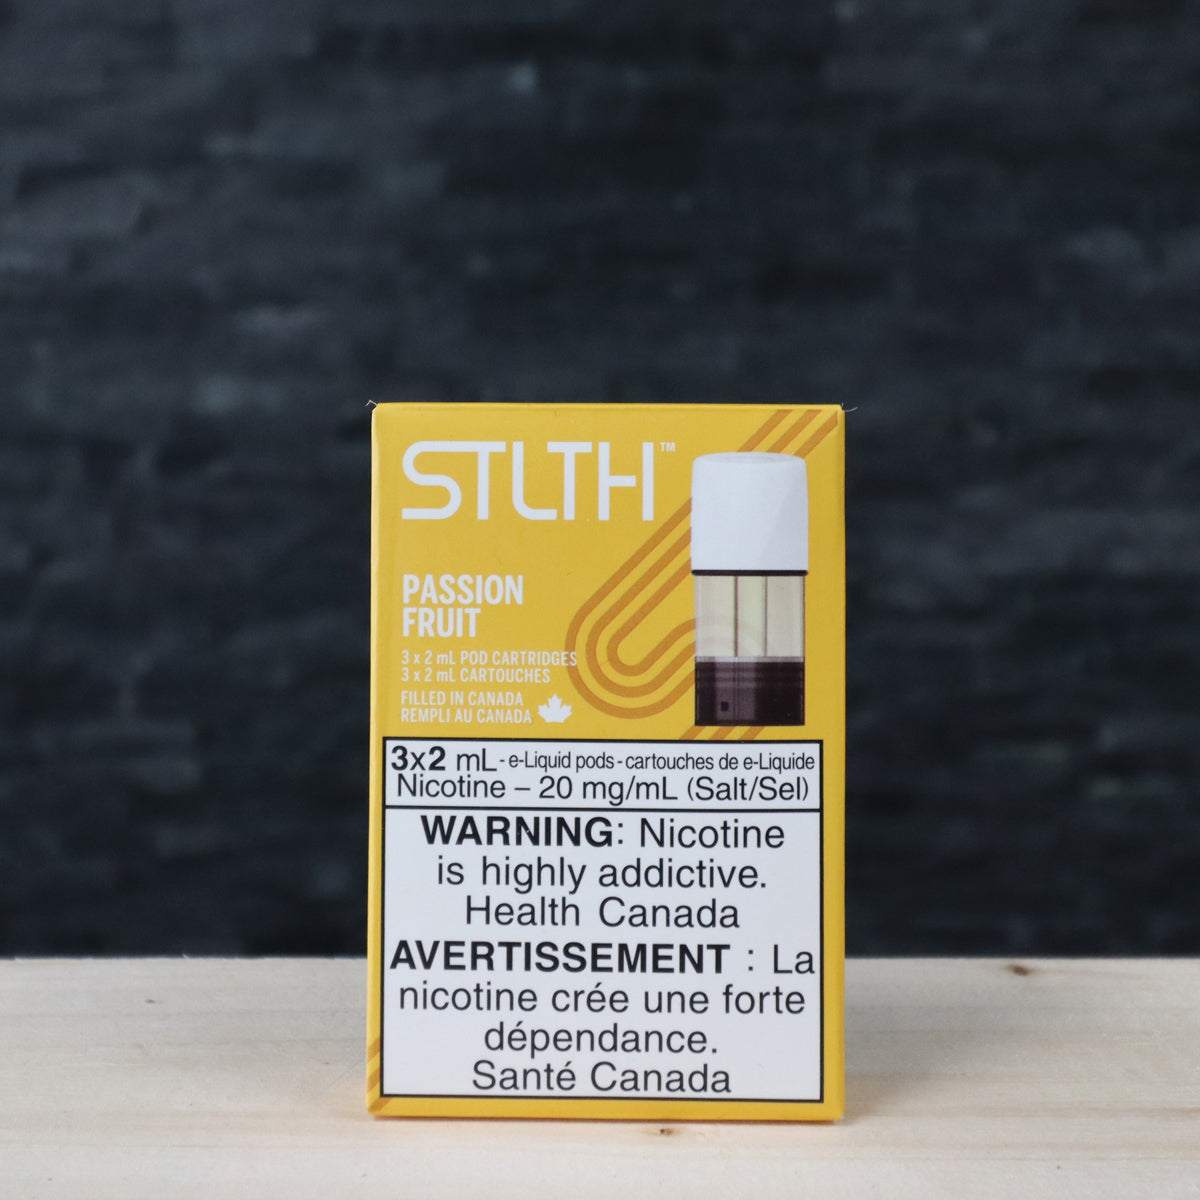 STLTH™
PASSION
FRUIT
3 x 2 mL POD CARTRIDGES
3 x 2 mL CARTOUCHES
FILLED IN CANADA
REMPLI AU CANADA
3x2 mL - e-Liquid pods - cartouches de e-Liquide
Nicotine – 20 mg/mL (Salt/Sel)
WARNING: Nicotine
is highly addictive.
Health Canada
AVERTISSEMENT : La
nicotine crée une forte
dépendance.
Santé Canada